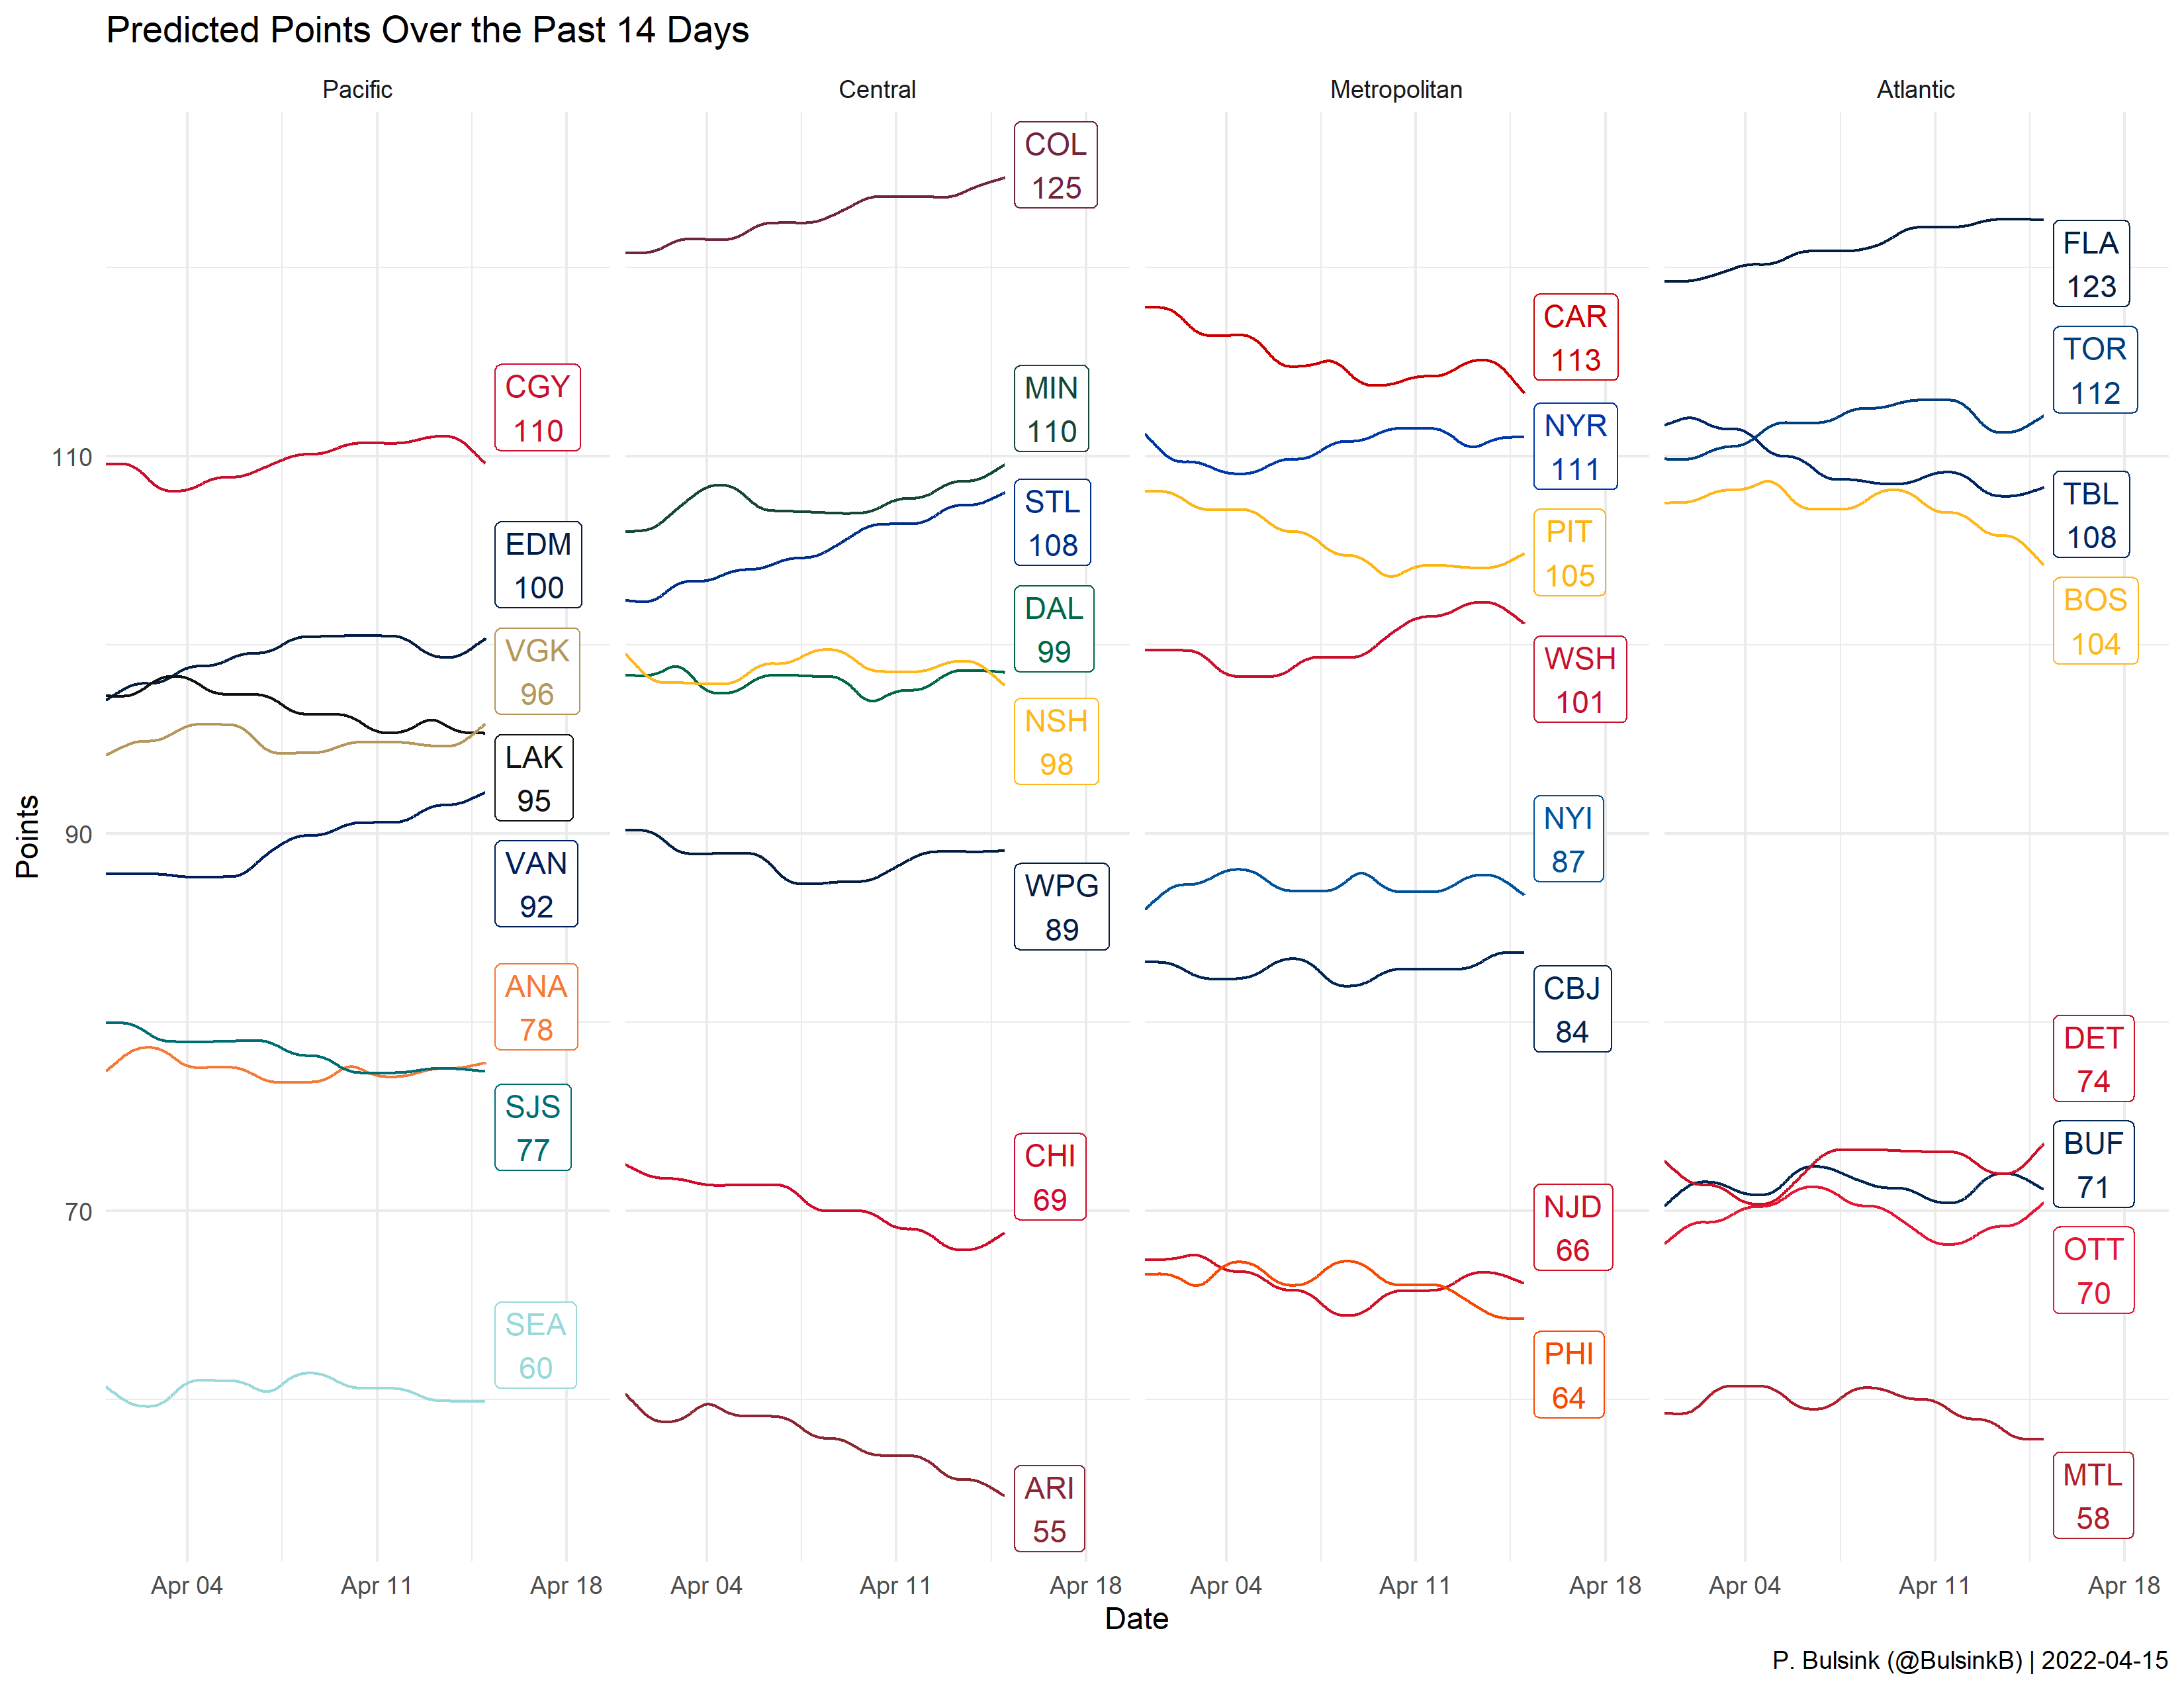 Predicted Points Over the Past 14 Days
Pacific
Central
Metropolitan
Atlantic
Points
110
90
70
CGY
110
EDM
100
VGK
96
LAK
95
VAN
92
ANA
78
SJS
77
SEA
60
COL
125
MIN
110
STL
108
DAL
99
NSH
98
WPG
89
CHI
69
ARI
55
CAR
113
NYR
111
PIT
105
WSH
101
NYI
87
CBJ
84
NJD
66
PHI
64
FLA
123
TOR
112
TBL
108
BOS
104
DET
74
BUF
71
OTT
70
MTL
58
Apr 04 Apr 11 Apr 18 Apr 04 Apr 11 Apr 18 Apr 04 Apr 11 Apr 18 Apr 04 Apr 11 Apr 18
Date
P. Bulsink (@BulsinkB) | 2022-04-15